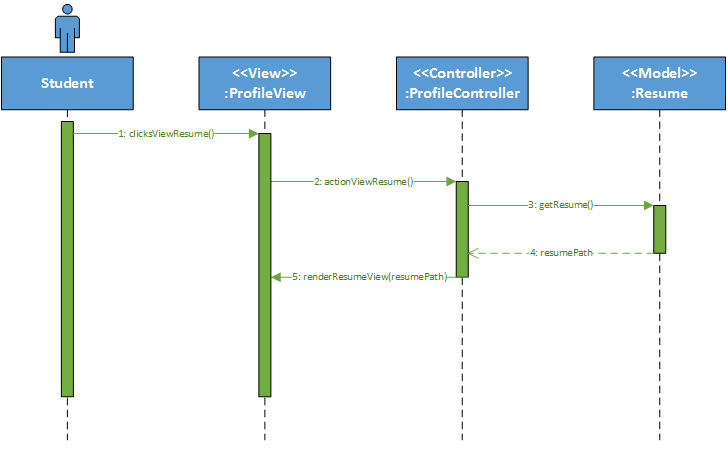 Student
<<View>>
:ProfileView
<<Controller>>
:ProfileController
<<Model>>
:Resume
1: clicksViewResume()
2: actionViewResume()
3: getResume()
4: resumePath
5: renderResumeView(resumePath)